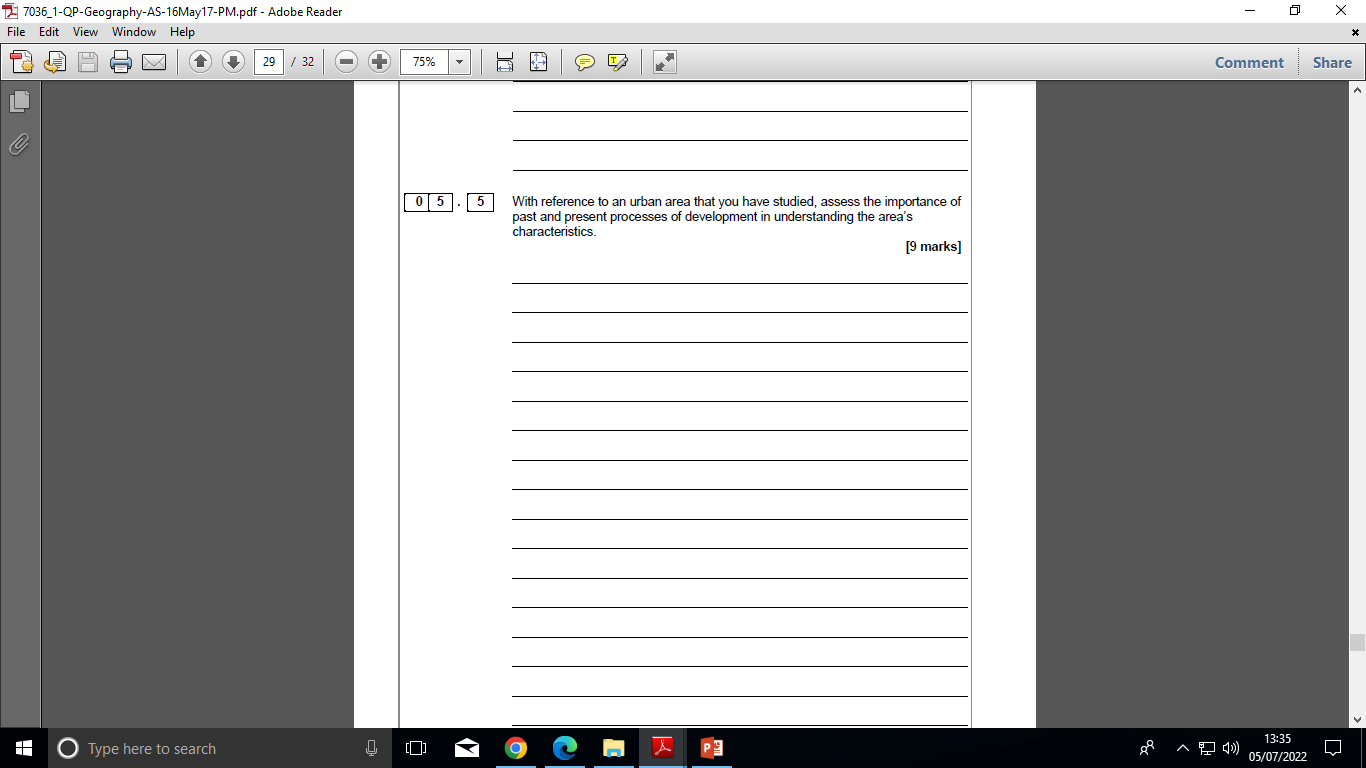 7036_1-QP-Geography-AS-16May17-PM.pdf - Adobe Reader
File Edit View Window Help
29 / 32 75% Comment Share
0 5 . 5 With reference to an urban area that you have studied, assess the importance of
past and present processes of development in understanding the area's
characteristics.
[9 marks]
Type here to search
13:35
05/07/2022